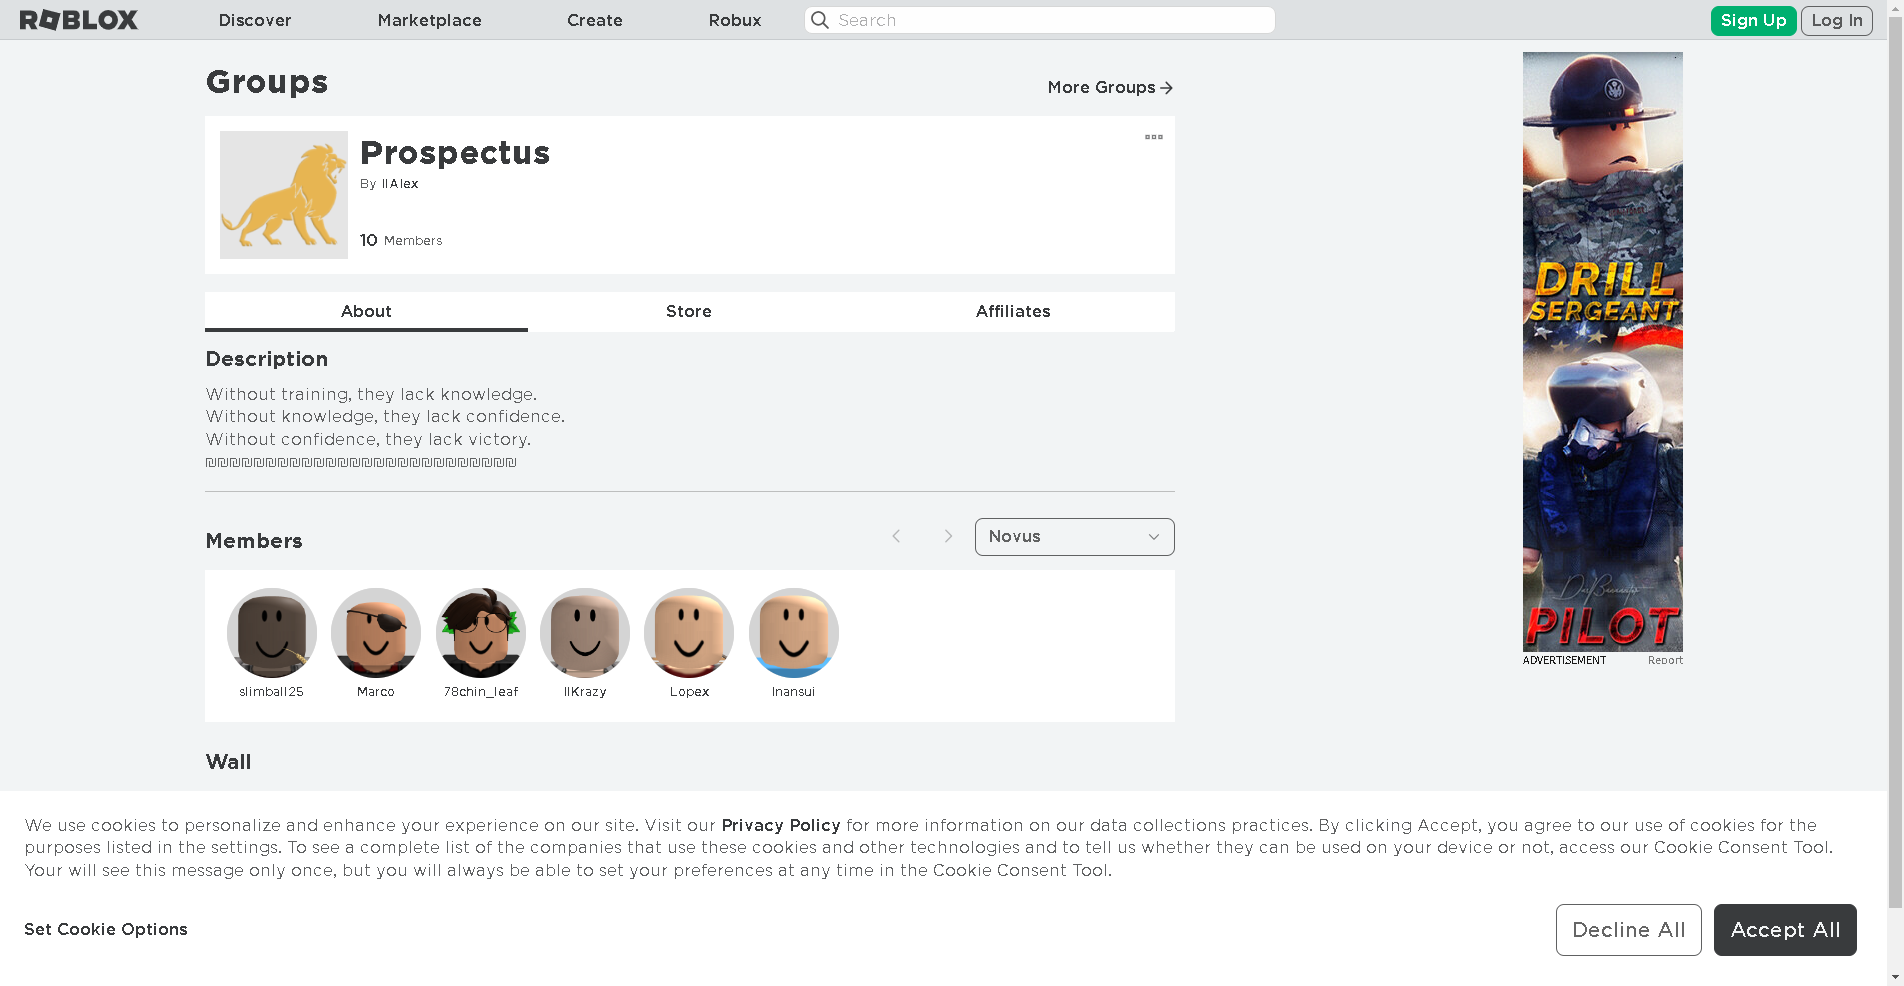 ROBLOX
Discover
Marketplace
Create
Robux
Search
Sign Up
Log In
Groups
More Groups
Prospectus
By IIAlex
10 Members
About
Store
Affiliates
Description
Without training, they lack knowledge.
Without knowledge, they lack confidence.
Without confidence, they lack victory.
₪₪₪₪₪₪₪₪₪₪₪₪₪₪₪₪₪₪₪₪₪₪₪₪₪₪
Members
Novus
slimball25
Marco
78chin_leaf
IIKrazy
Lopex
Inansui
Wall
DRILL
SERGEANT
PILOT
ADVERTISEMENT
Report
We use cookies to personalize and enhance your experience on our site. Visit our Privacy Policy for more information on our data collections practices. By clicking Accept, you agree to our use of cookies for the
purposes listed in the settings. To see a complete list of the companies that use these cookies and other technologies and to tell us whether they can be used on your device or not, access our Cookie Consent Tool.
Your will see this message only once, but you will always be able to set your preferences at any time in the Cookie Consent Tool.
Set Cookie Options
Decline All
Accept All